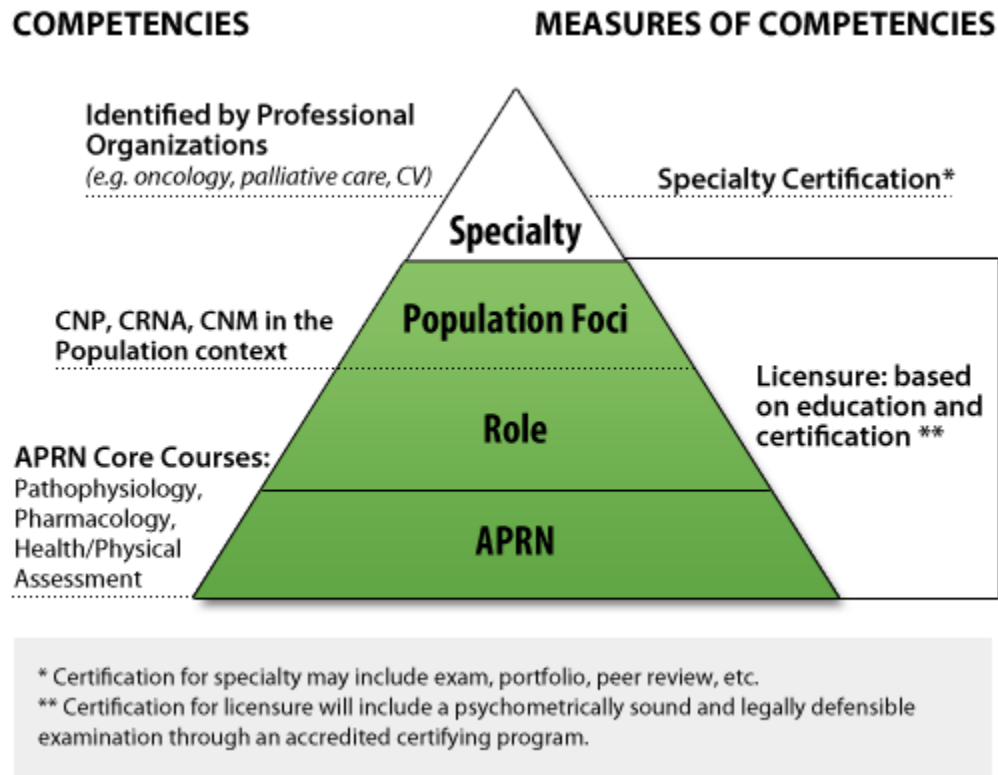 COMPETENCIES
MEASURES OF COMPETENCIES
Identified by Professional
Organizations
(e.g. oncology, palliative care, CV)
Specialty Certification*
Specialty
CNP, CRNA, CNM in the
Population context
Population Foci
Licensure: based
on education and
certification **
Role
APRN Core Courses:
Pathophysiology,
Pharmacology,
Health/Physical
Assessment
APRN
* Certification for specialty may include exam, portfolio, peer review, etc.
** Certification for licensure will include a psychometrically sound and legally defensible
examination through an accredited certifying program.